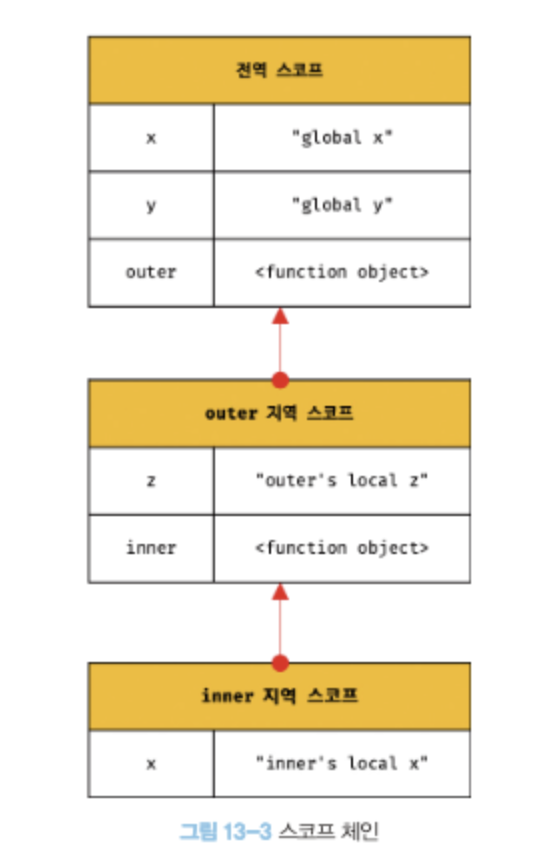 전역 스코프
x "global x"
y "global y"
outer <function object>
outer 지역 스코프
z "outer's local z"
inner <function object>
inner 지역 스코프
x "inner's local x"
그림 13-3 스코프 체인